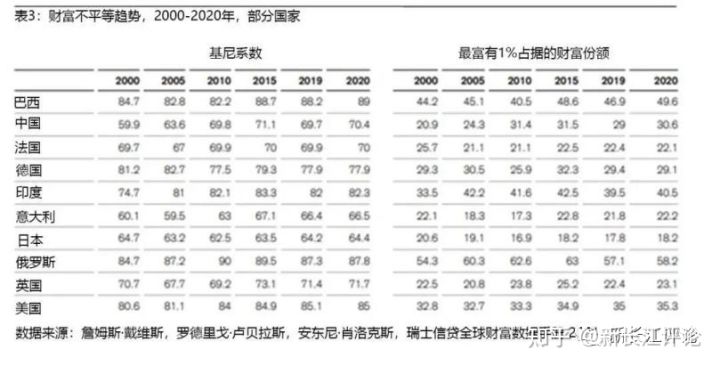 表3：财富不平等趋势，2000-2020年，部分国家
基尼系数 最富有1%占据的财富份额
2000 2005 2010 2015 2019 2020 2000 2005 2010 2015 2019 2020
巴西 84.7 82.8 82.2 88.7 88.2 89 44.2 45.1 40.5 48.6 46.9 49.6
中国 59.9 63.6 69.8 71.1 69.7 70.4 20.9 24.3 31.4 31.5 29 30.6
法国 69.7 67 69.9 70 69.9 70 25.7 21.1 21.1 22.5 22.4 22.1
德国 81.2 82.7 77.5 79.3 77.9 77.9 29.3 30.5 25.9 32.3 29.4 29.1
印度 74.7 81 82.1 83.3 82 82.3 33.5 42.2 41.6 42.5 39.5 40.5
意大利 60.1 59.5 63 67.1 66.4 66.5 22.1 18.3 17.3 22.8 21.8 22.2
日本 64.7 63.2 62.5 63.5 64.2 64.4 20.6 19.1 16.9 18.2 17.8 18.2
俄罗斯 84.7 87.2 90 89.5 87.3 87.8 54.3 60.3 62.6 63 57.1 58.2
英国 70.7 67.7 69.2 73.1 71.4 71.7 22.5 20.8 23.8 25.2 22.4 23.1
美国 80.6 81.1 84 84.9 85.1 85 32.8 32.7 33.3 34.9 35 35.3
数据来源：詹姆斯·戴维斯，罗德里戈·卢贝拉斯，安东尼·肖洛克斯，瑞士信贷全球财富数据
知乎 @新长江评论